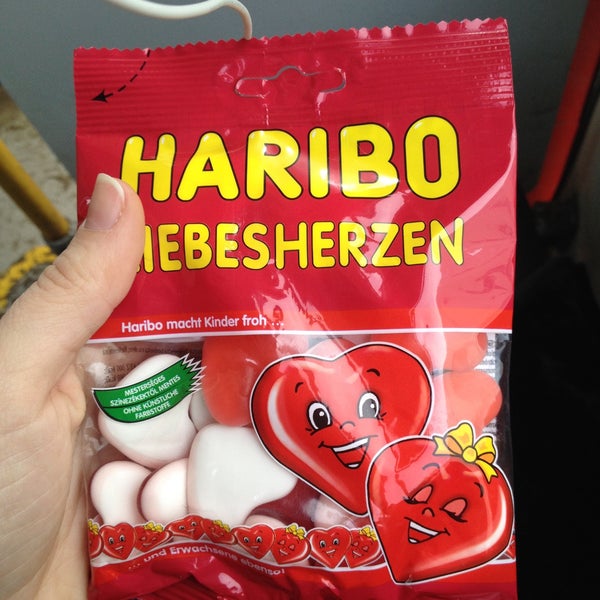 HARIBO
IEBESHERZEN
Haribo macht Kinder froh ...
MESTERSÉGES
SZÍNEZÉKEKTŐL MENTES
OHNE KÜNSTLICHE
FARBSTOFFE
... und Erwachsene ebenso!